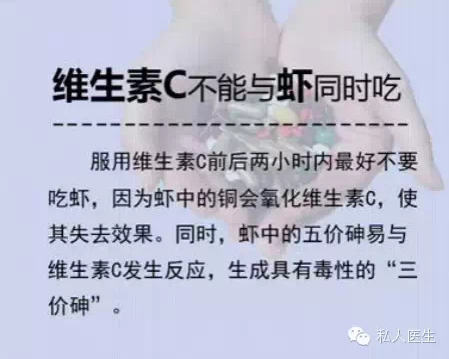 维生素C不能与虾同时吃
服用维生素C前后两小时内最好不要
吃虾，因为虾中的铜会氧化维生素C，使
其失去效果。同时，虾中的五价砷易与
维生素C发生反应，生成具有毒性的“三
价砷”。
私人医生